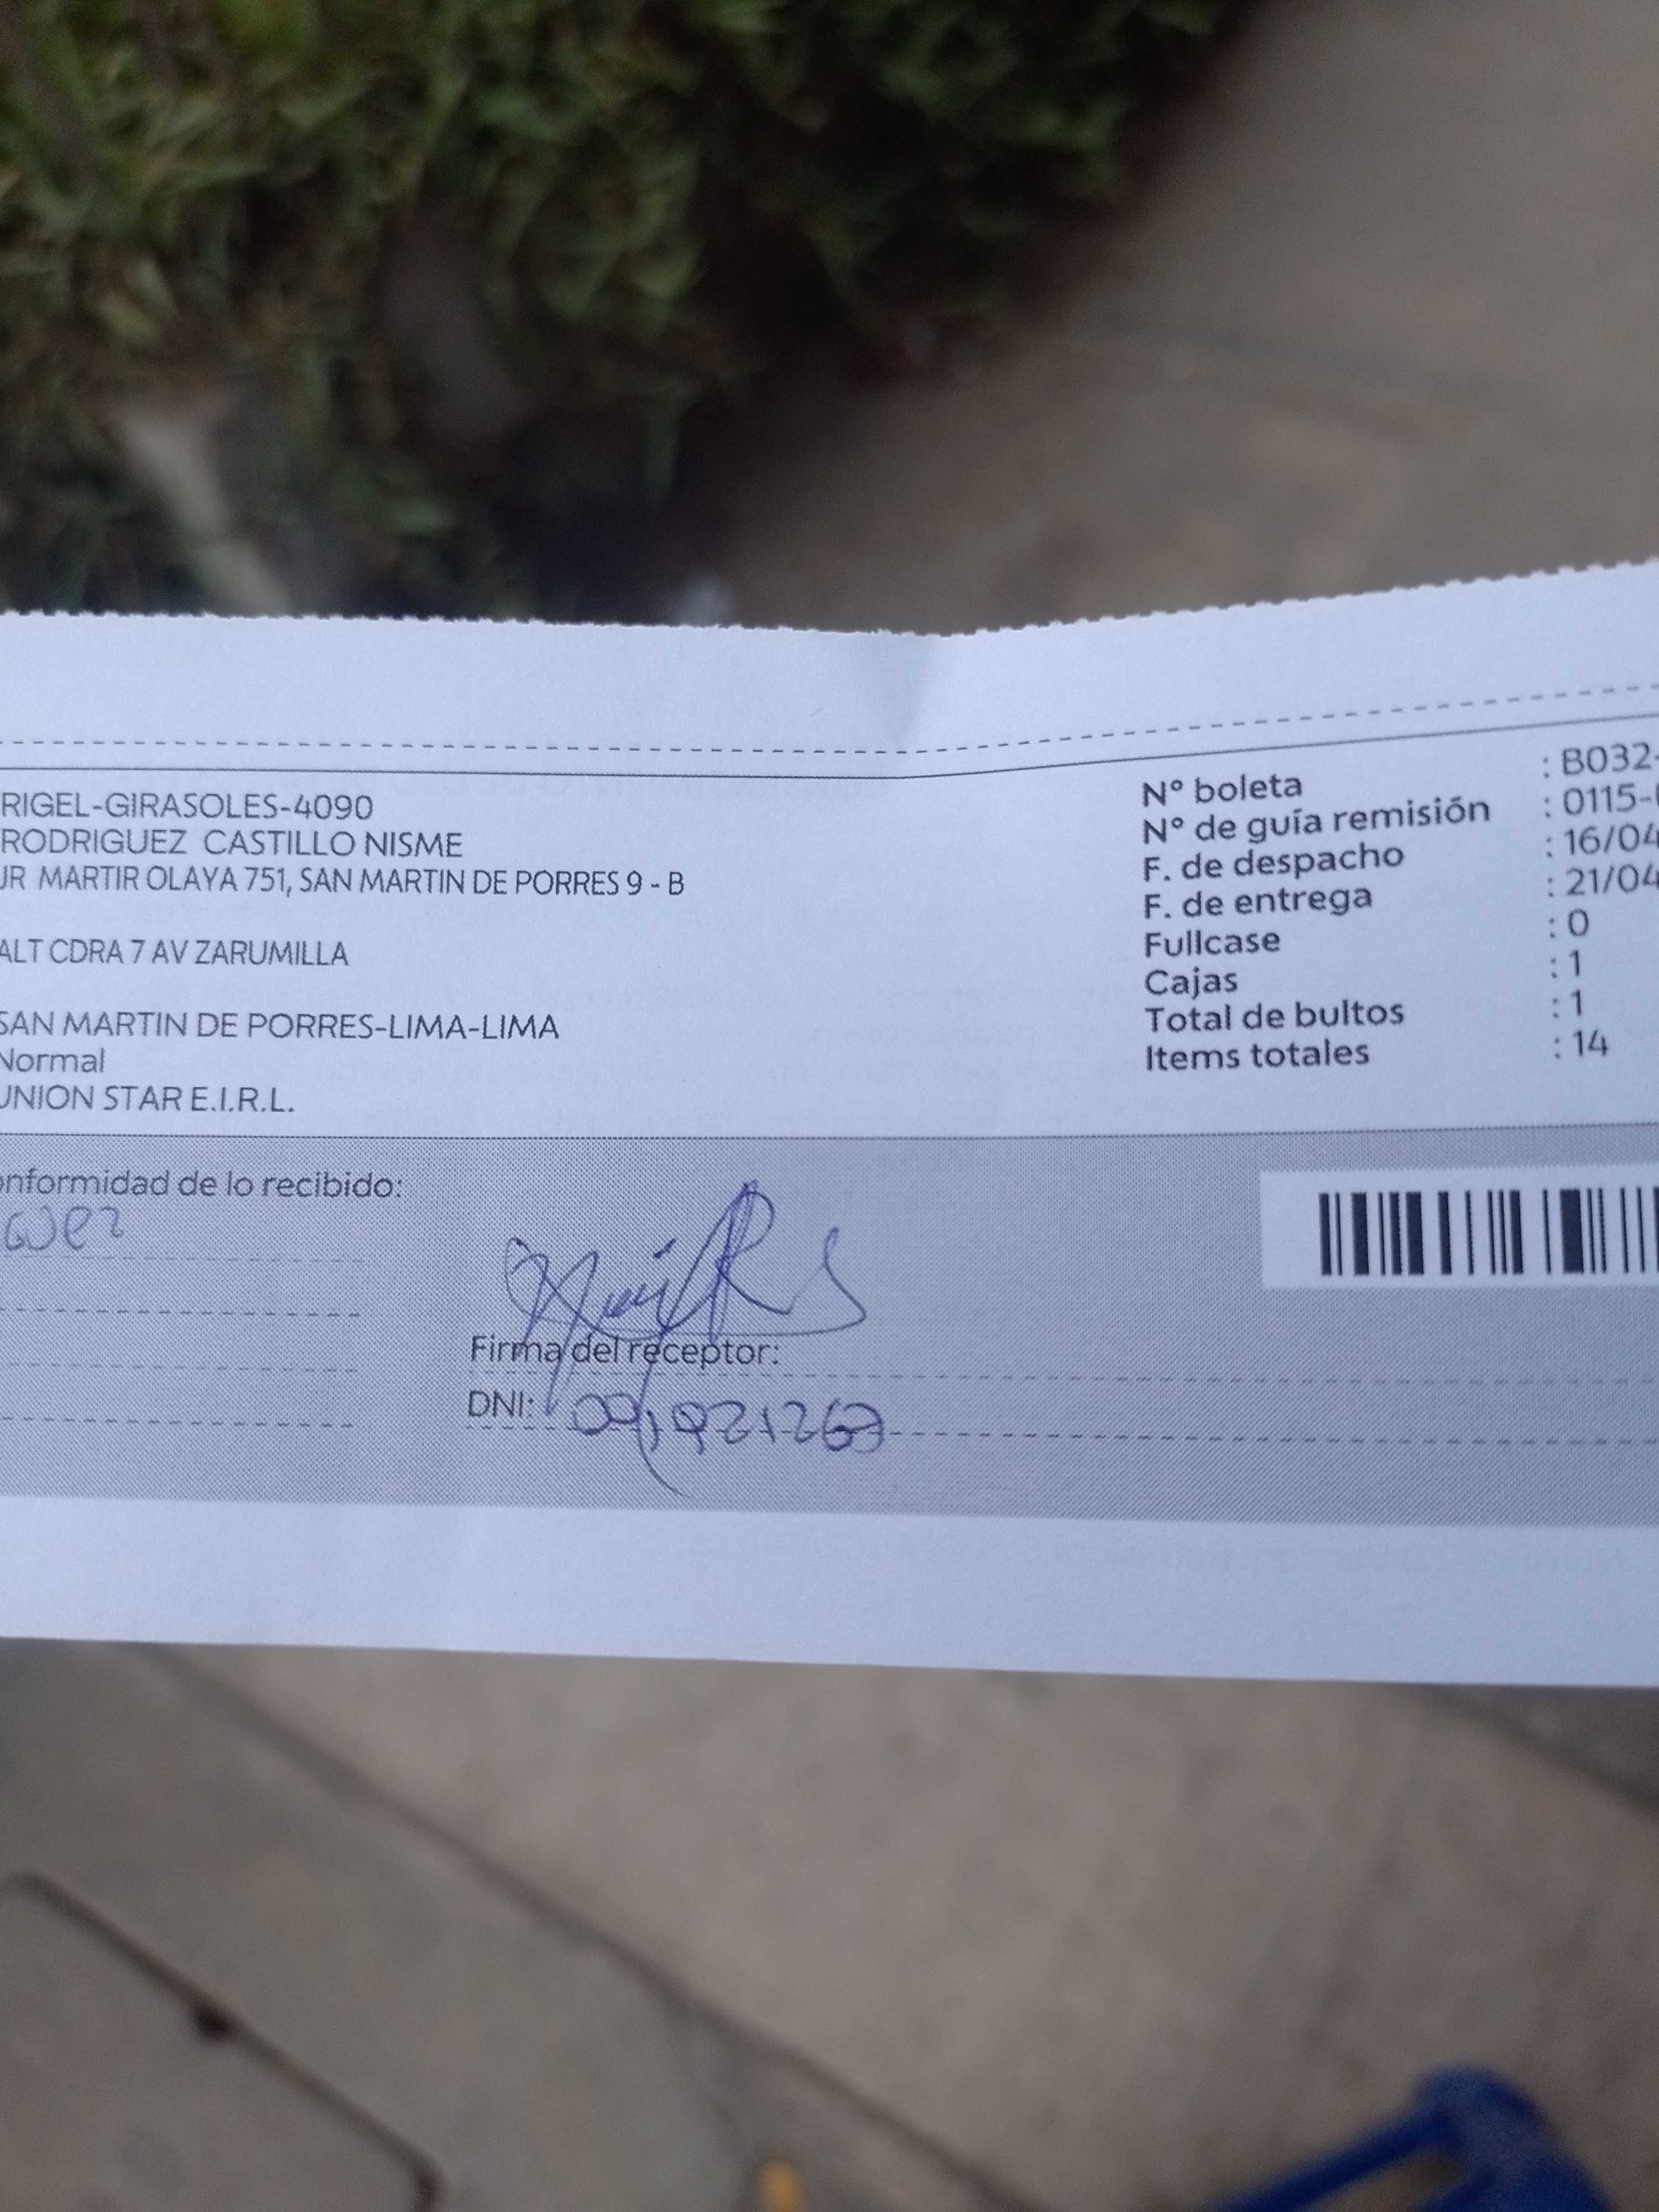 RIGEL-GIRASOLES-4090
RODRIGUEZ CASTILLO NISME
JR MARTIR OLAYA 751, SAN MARTIN DE PORRES 9 - B
ALT CDRA 7 AV ZARUMILLA
SAN MARTIN DE PORRES-LIMA-LIMA
Normal
UNION STAR E.I.R.L.
Nº boleta : B032-
Nº de guía remisión : 0115-
F. de despacho : 16/04
F. de entrega : 21/04
Fullcase : 0
Cajas : 1
Total de bultos : 1
Items totales : 14
onformidad de lo recibido:
guez
Firma del receptor:
DNI: